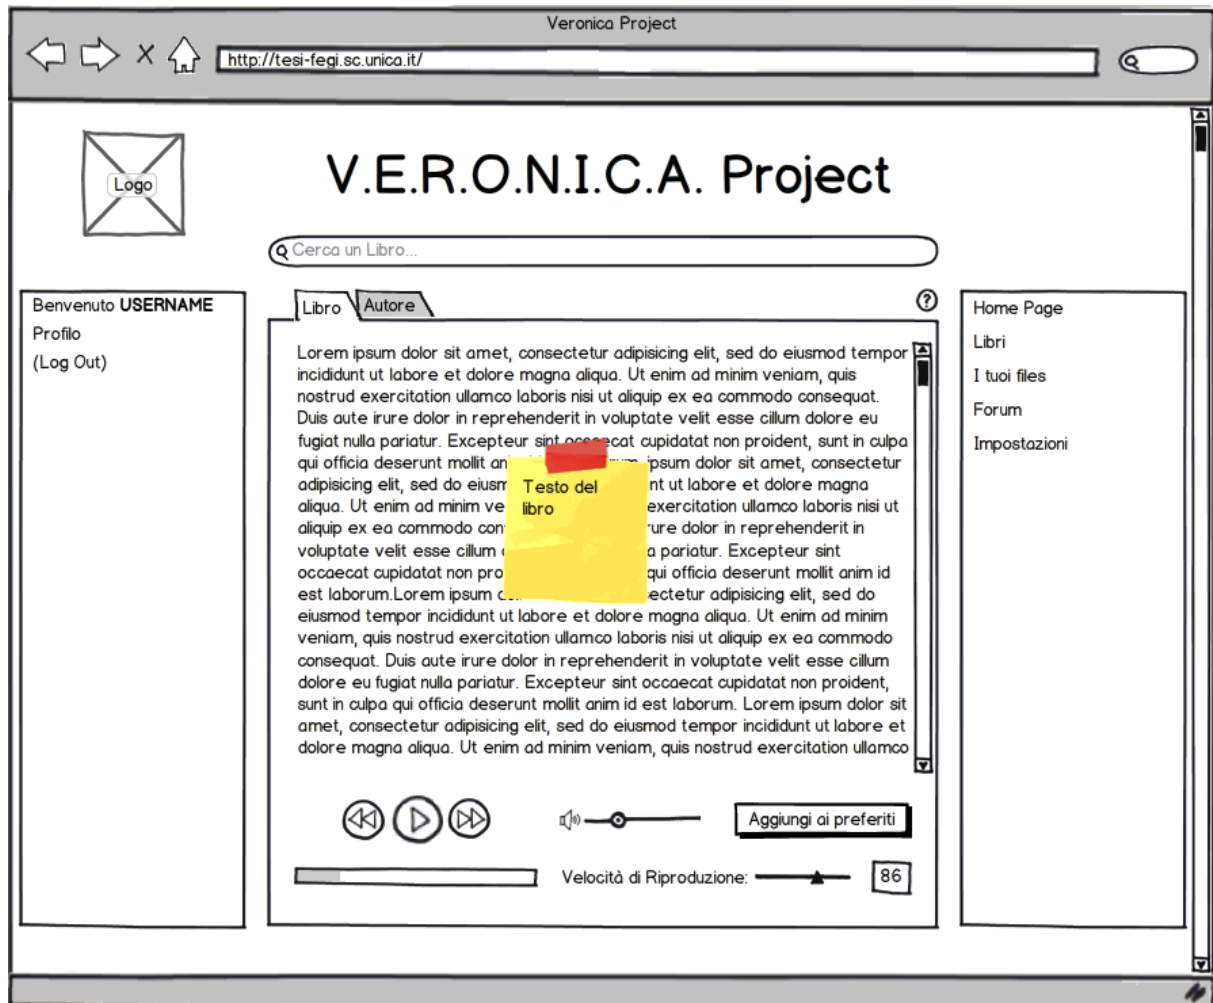 Veronica Project
http://tesi-fegi.sc.unica.it/
Logo
V.E.R.O.N.I.C.A. Project
Cerca un Libro...
Benvenuto USERNAME
Profilo
(Log Out)
Libro
Autore
?
Lorem ipsum dolor sit amet, consectetur adipisicing elit, sed do eiusmod tempor
incididunt ut labore et dolore magna aliqua. Ut enim ad minim veniam, quis
nostrud exercitation ullamco laboris nisi ut aliquip ex ea commodo consequat.
Duis aute irure dolor in reprehenderit in voluptate velit esse cillum dolore eu
fugiat nulla pariatur. Excepteur sint occaecat cupidatat non proident, sunt in culpa
qui officia deserunt mollit an ipsum dolor sit amet, consectetur
adipisicing elit, sed do eiusm nt ut labore et dolore magna
aliqua. Ut enim ad minim ve exercitation ullamco laboris nisi ut
aliquip ex ea commodo con rure dolor in reprehenderit in
voluptate velit esse cillum a pariatur. Excepteur sint
occaecat cupidatat non pro qui officia deserunt mollit anim id
est laborum.Lorem ipsum ectetur adipisicing elit, sed do
eiusmod tempor incididunt ut labore et dolore magna aliqua. Ut enim ad minim
veniam, quis nostrud exercitation ullamco laboris nisi ut aliquip ex ea commodo
consequat. Duis aute irure dolor in reprehenderit in voluptate velit esse cillum
dolore eu fugiat nulla pariatur. Excepteur sint occaecat cupidatat non proident,
sunt in culpa qui officia deserunt mollit anim id est laborum. Lorem ipsum dolor sit
amet, consectetur adipisicing elit, sed do eiusmod tempor incididunt ut labore et
dolore magna aliqua. Ut enim ad minim veniam, quis nostrud exercitation ullamco
Testo del
libro
Aggiungi ai preferiti
Velocità di Riproduzione:
86
Home Page
Libri
I tuoi files
Forum
Impostazioni